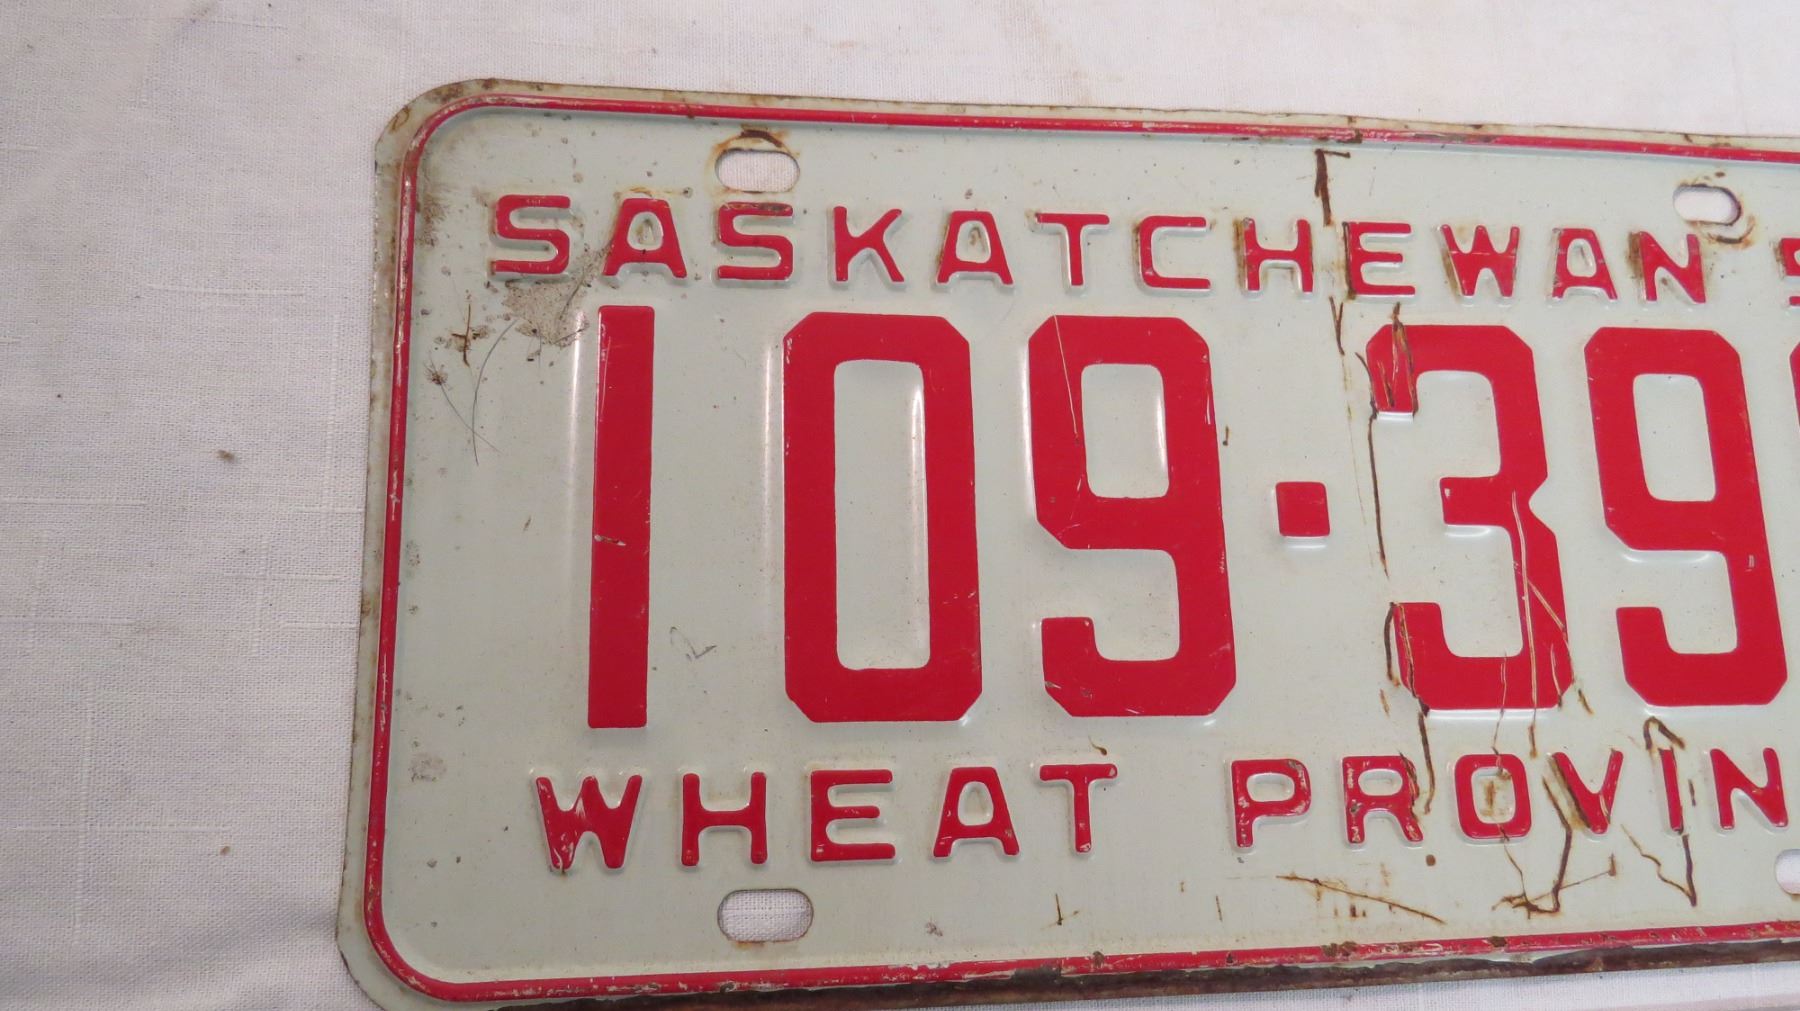 SASKATCHEWAN
109·39
WHEAT PROVIN